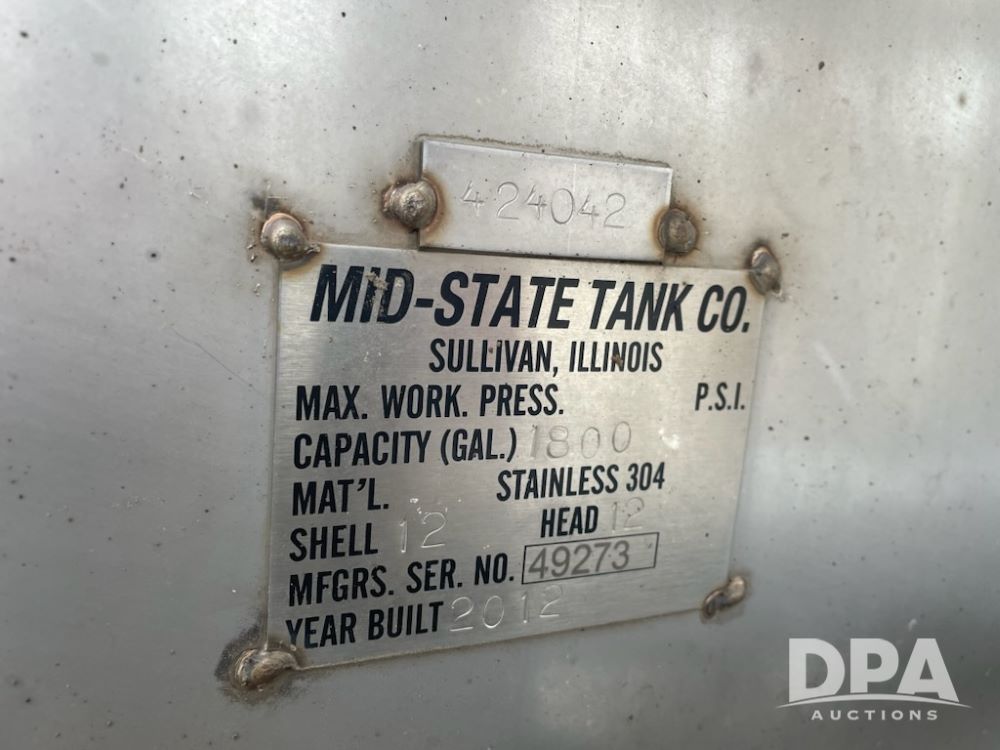 424042
MID-STATE TANK CO.
SULLIVAN, ILLINOIS
MAX. WORK. PRESS. P.S.I.
CAPACITY (GAL.) 1800
MAT'L. STAINLESS 304
SHELL 12 HEAD 12
MFGRS. SER. NO. 49273
YEAR BUILT 2012
DPA
AUCTIONS